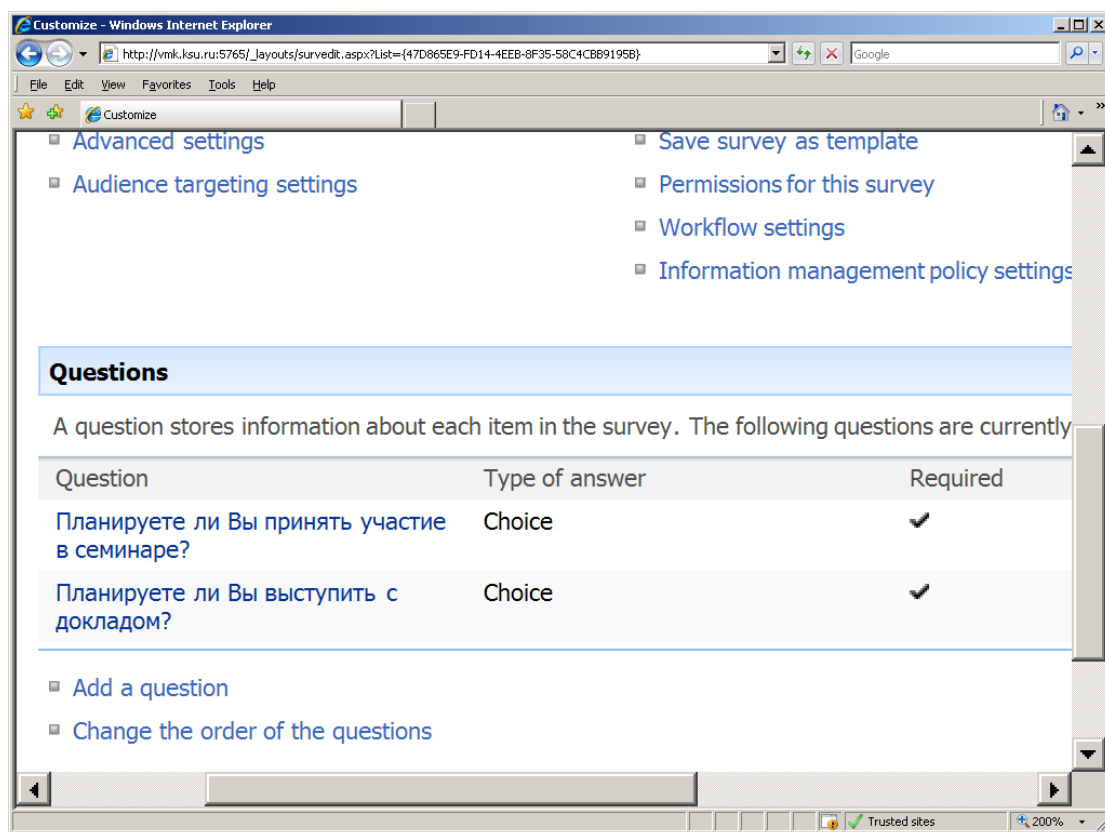 Customize - Windows Internet Explorer
http://vmk.ksu.ru:5765/_layouts/survedit.aspx?List={47D865E9-FD14-4EEB-8F35-58C4CBB9195B}
Google
File Edit View Favorites Tools Help
Customize
Advanced settings
Save survey as template
Audience targeting settings
Permissions for this survey
Workflow settings
Information management policy settings
Questions
A question stores information about each item in the survey. The following questions are currently
Question Type of answer Required
Планируете ли Вы принять участие Choice
в семинаре?
Планируете ли Вы выступить с Choice
докладом?
Add a question
Change the order of the questions
Trusted sites 200%